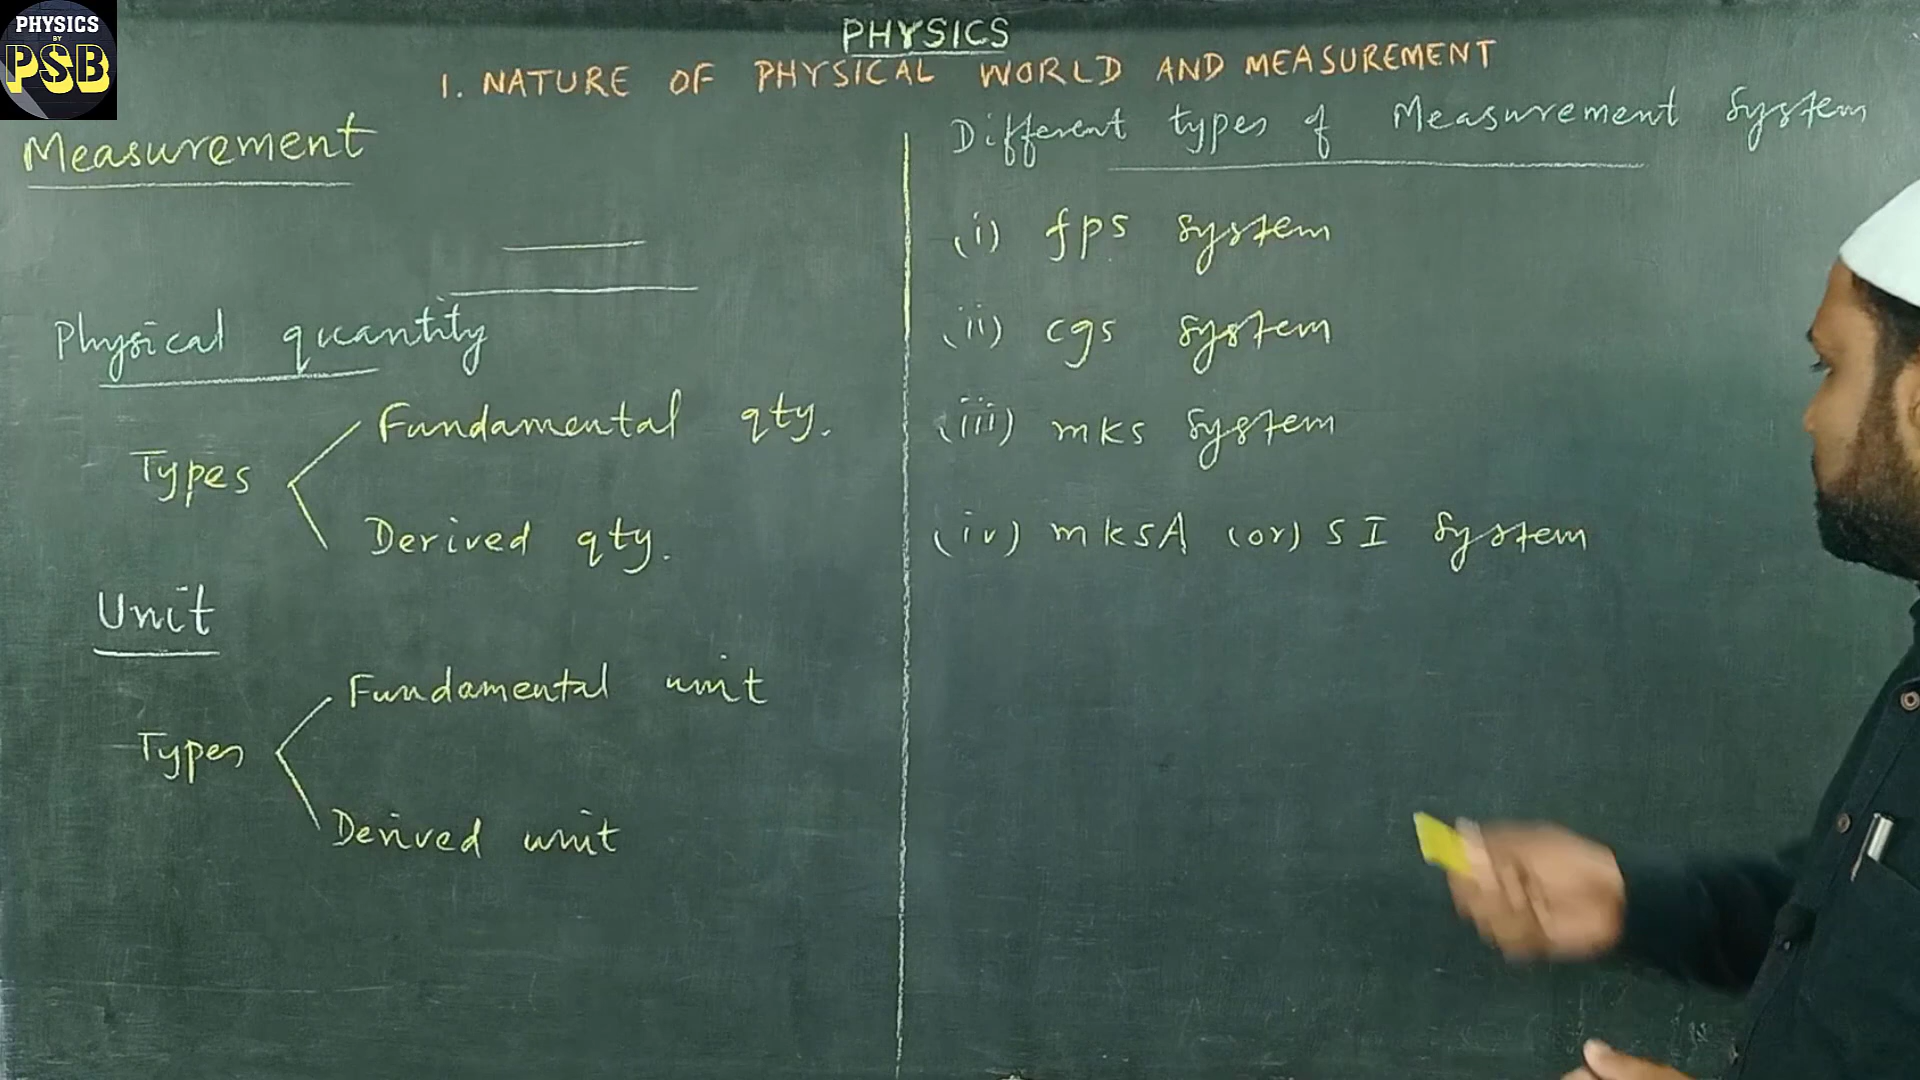 PHYSICS
BY
PSB
PHYSICS
1. NATURE OF PHYSICAL WORLD AND MEASUREMENT
Measurement
Physical quantity
Types
Fundamental qty.
Derived qty.
Unit
Types
Fundamental unit
Derived unit
Different types of Measurement System
(i) fps system
(ii) cgs system
(iii) mks system
(iv) mksA (or) SI system